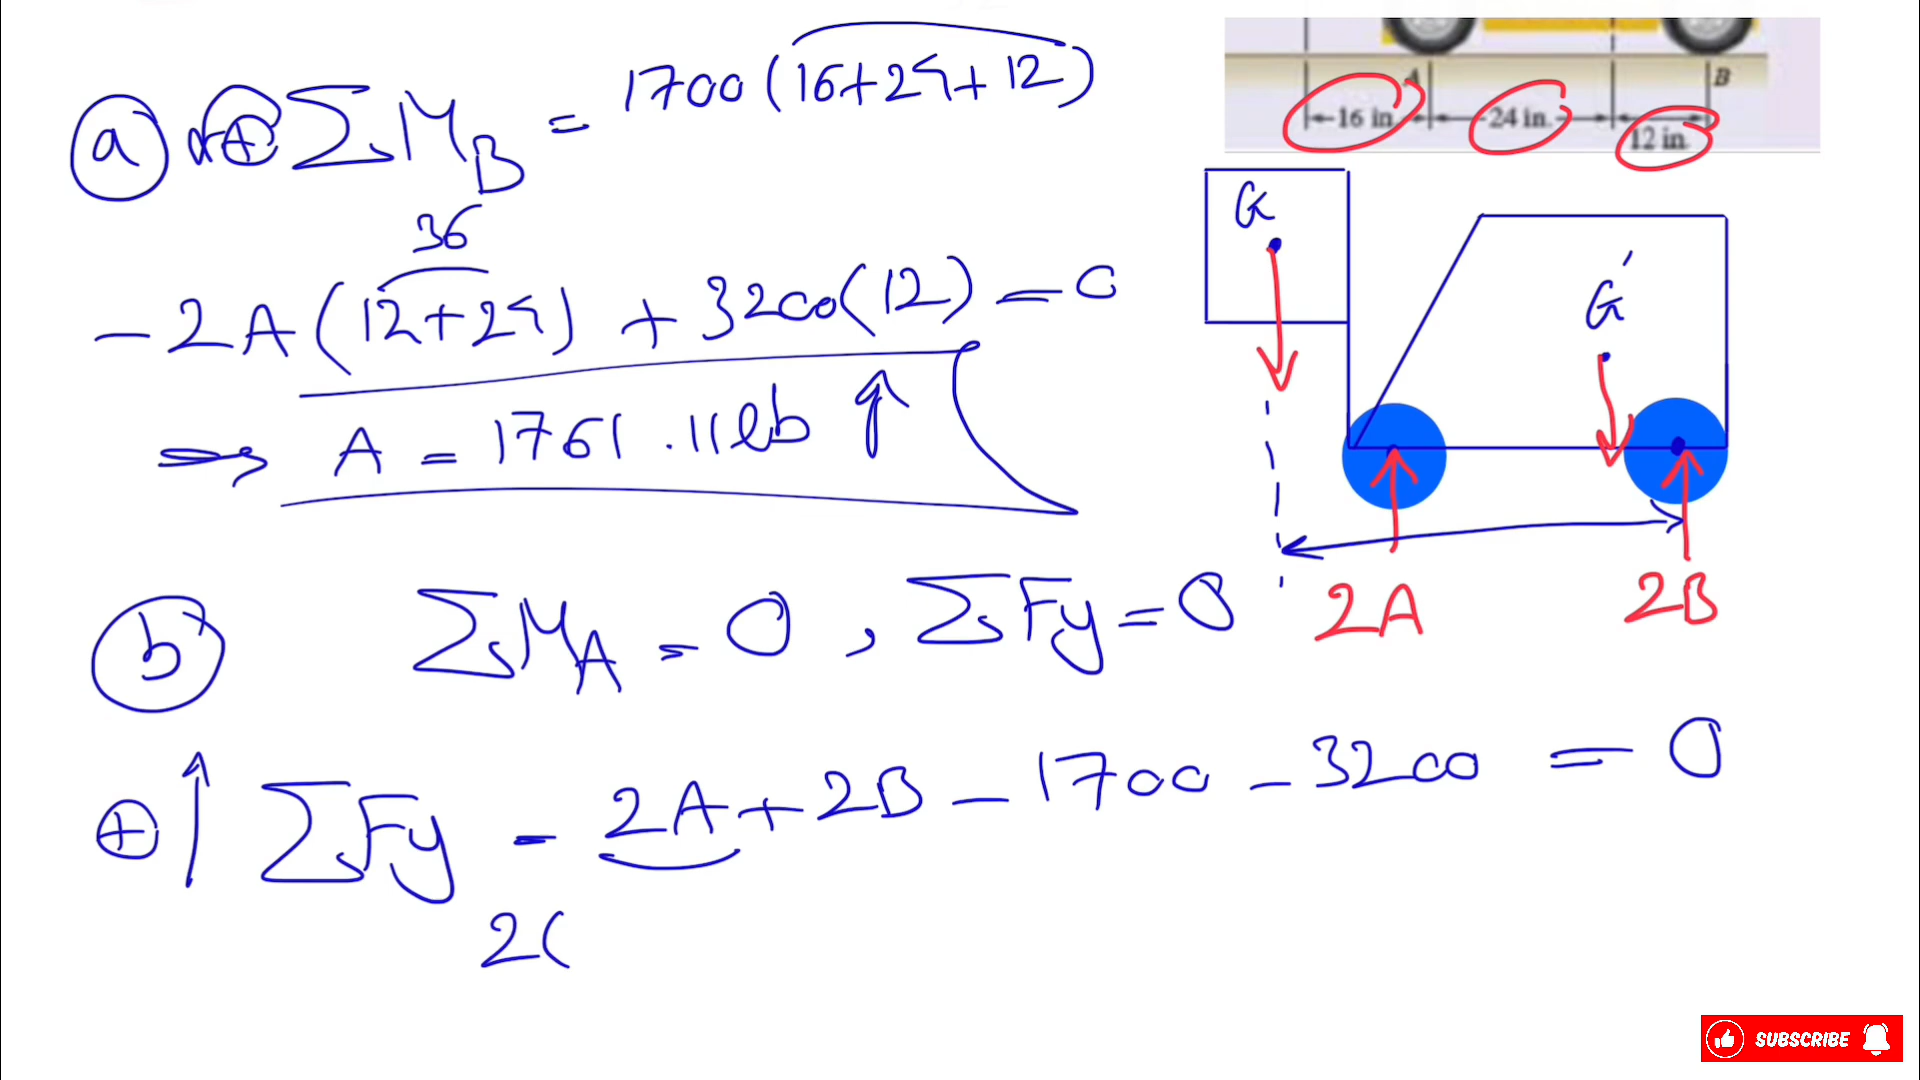 a) ↺+ ΣM_B = 1700(16+24+12)
36
-2A(12+24) + 3200(12) = 0
⇒ A = 1761.11 lb ↑
b) ΣM_A = 0, ΣFy = 0
+↑ ΣFy = 2A + 2B - 1700 - 3200 = 0
2(
A B
16 in. 24 in.
12 in.
G
G'
2A 2B
SUBSCRIBE